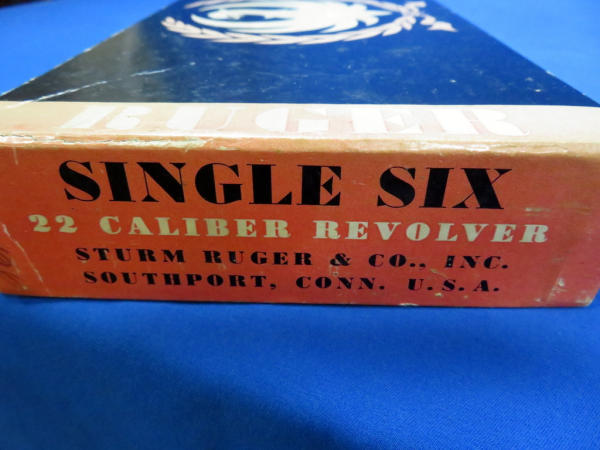 RUGER
SINGLE SIX
22 CALIBER REVOLVER
STURM RUGER & CO., INC.
SOUTHPORT, CONN. U.S.A.